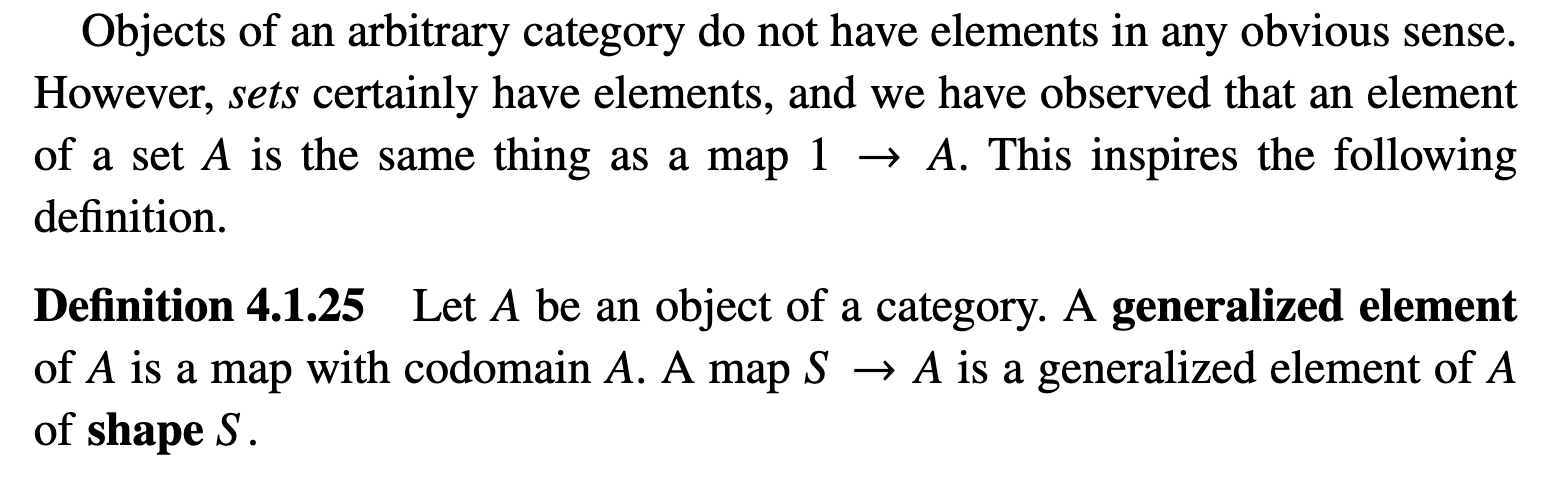 Objects of an arbitrary category do not have elements in any obvious sense.
However, sets certainly have elements, and we have observed that an element
of a set A is the same thing as a map 1 → A. This inspires the following
definition.
Definition 4.1.25 Let A be an object of a category. A generalized element
of A is a map with codomain A. A map S → A is a generalized element of A
of shape S.